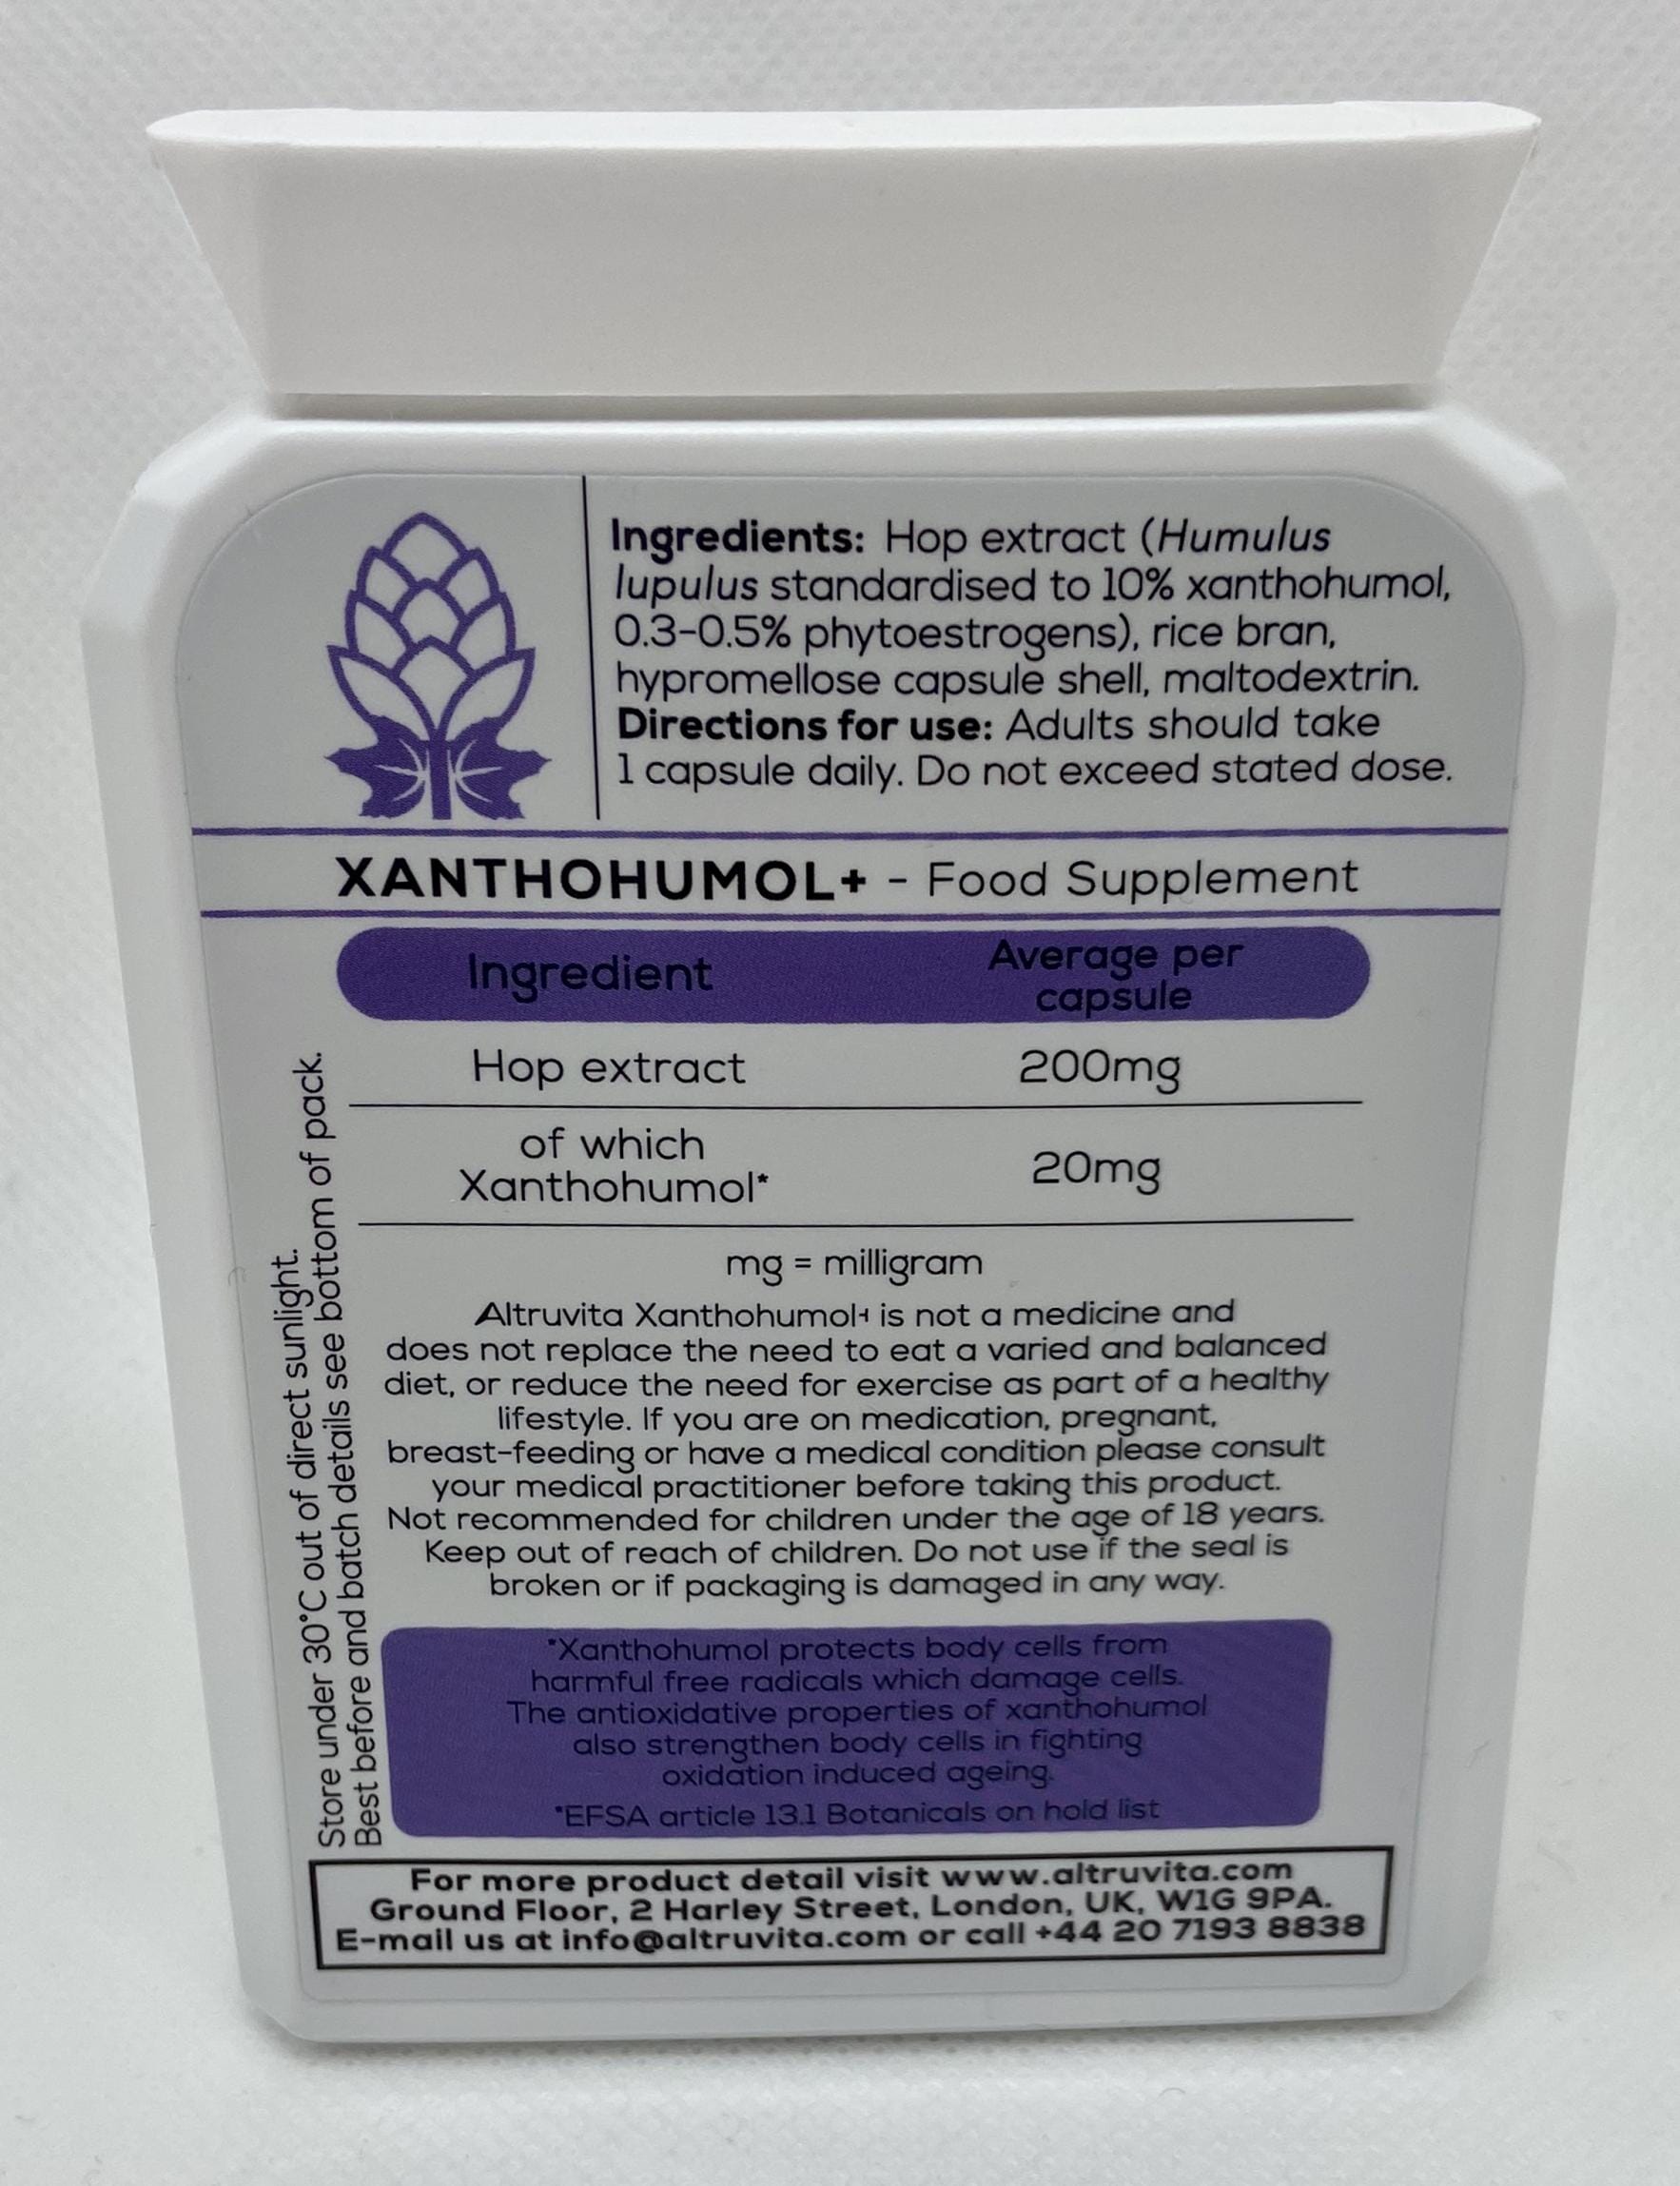 Ingredients: Hop extract (Humulus
lupulus standardised to 10% xanthohumol,
0.3-0.5% phytoestrogens), rice bran,
hypromellose capsule shell, maltodextrin.
Directions for use: Adults should take
1 capsule daily. Do not exceed stated dose.
XANTHOHUMOL+ - Food Supplement
Ingredient Average per
capsule
Hop extract 200mg
of which
Xanthohumol* 20mg
mg = milligram
Altruvita Xanthohumol+ is not a medicine and
does not replace the need to eat a varied and balanced
diet, or reduce the need for exercise as part of a healthy
lifestyle. If you are on medication, pregnant,
breast-feeding or have a medical condition please consult
your medical practitioner before taking this product.
Not recommended for children under the age of 18 years.
Keep out of reach of children. Do not use if the seal is
broken or if packaging is damaged in any way.
Store under 30°C out of direct sunlight.
Best before and batch details see bottom of pack.
*Xanthohumol protects body cells from
harmful free radicals which damage cells.
The antioxidative properties of xanthohumol
also strengthen body cells in fighting
oxidation induced ageing.
*EFSA article 13.1 Botanicals on hold list
For more product detail visit www.altruvita.com
Ground Floor, 2 Harley Street, London, UK, W1G 9PA.
E-mail us at info@altruvita.com or call +44 20 7193 8838